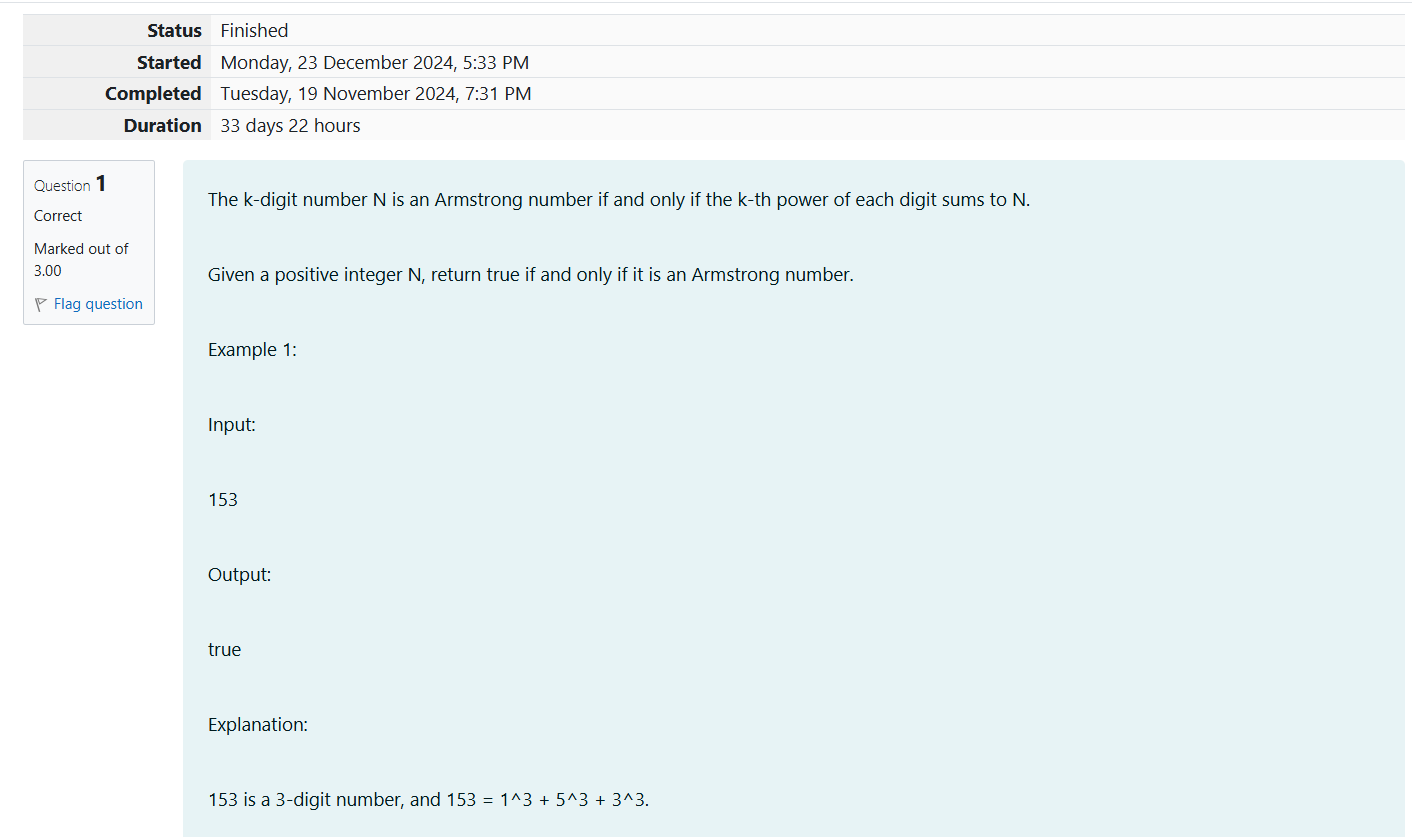 Status Finished
Started Monday, 23 December 2024, 5:33 PM
Completed Tuesday, 19 November 2024, 7:31 PM
Duration 33 days 22 hours
Question 1
Correct
Marked out of
3.00
Flag question
The k-digit number N is an Armstrong number if and only if the k-th power of each digit sums to N.
Given a positive integer N, return true if and only if it is an Armstrong number.
Example 1:
Input:
153
Output:
true
Explanation:
153 is a 3-digit number, and 153 = 1^3 + 5^3 + 3^3.